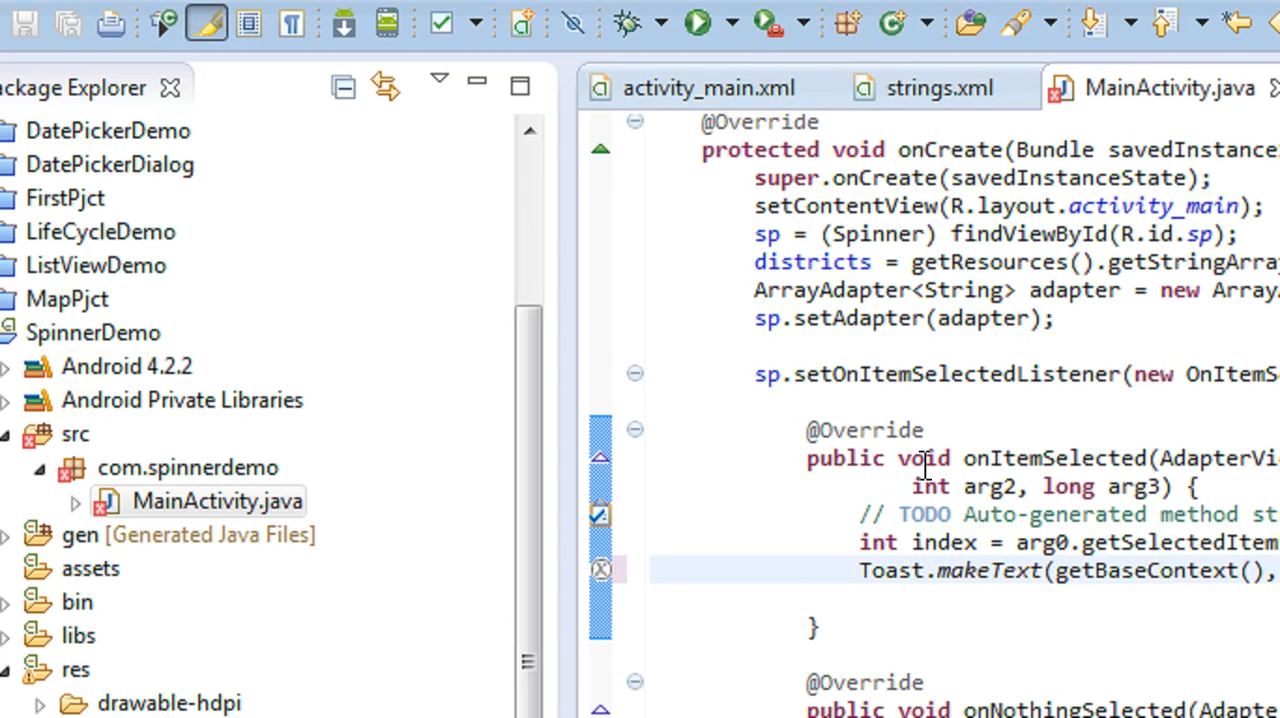 ackage Explorer
DatePickerDemo
DatePickerDialog
FirstPjct
LifeCycleDemo
ListViewDemo
MapPjct
SpinnerDemo
Android 4.2.2
Android Private Libraries
src
com.spinnerdemo
MainActivity.java
gen [Generated Java Files]
assets
bin
libs
res
drawable-hdpi
activity_main.xml
strings.xml
MainActivity.java
@Override
protected void onCreate(Bundle savedInstance
super.onCreate(savedInstanceState);
setContentView(R.layout.activity_main);
sp = (Spinner) findViewById(R.id.sp);
districts = getResources().getStringArra
ArrayAdapter<String> adapter = new Array
sp.setAdapter(adapter);
sp.setOnItemSelectedListener(new OnItemS
@Override
public void onItemSelected(AdapterVi
int arg2, long arg3) {
// TODO Auto-generated method st
int index = arg0.getSelectedItem
Toast.makeText(getBaseContext(),
}
@Override
public void onNothingSelected(Adapte